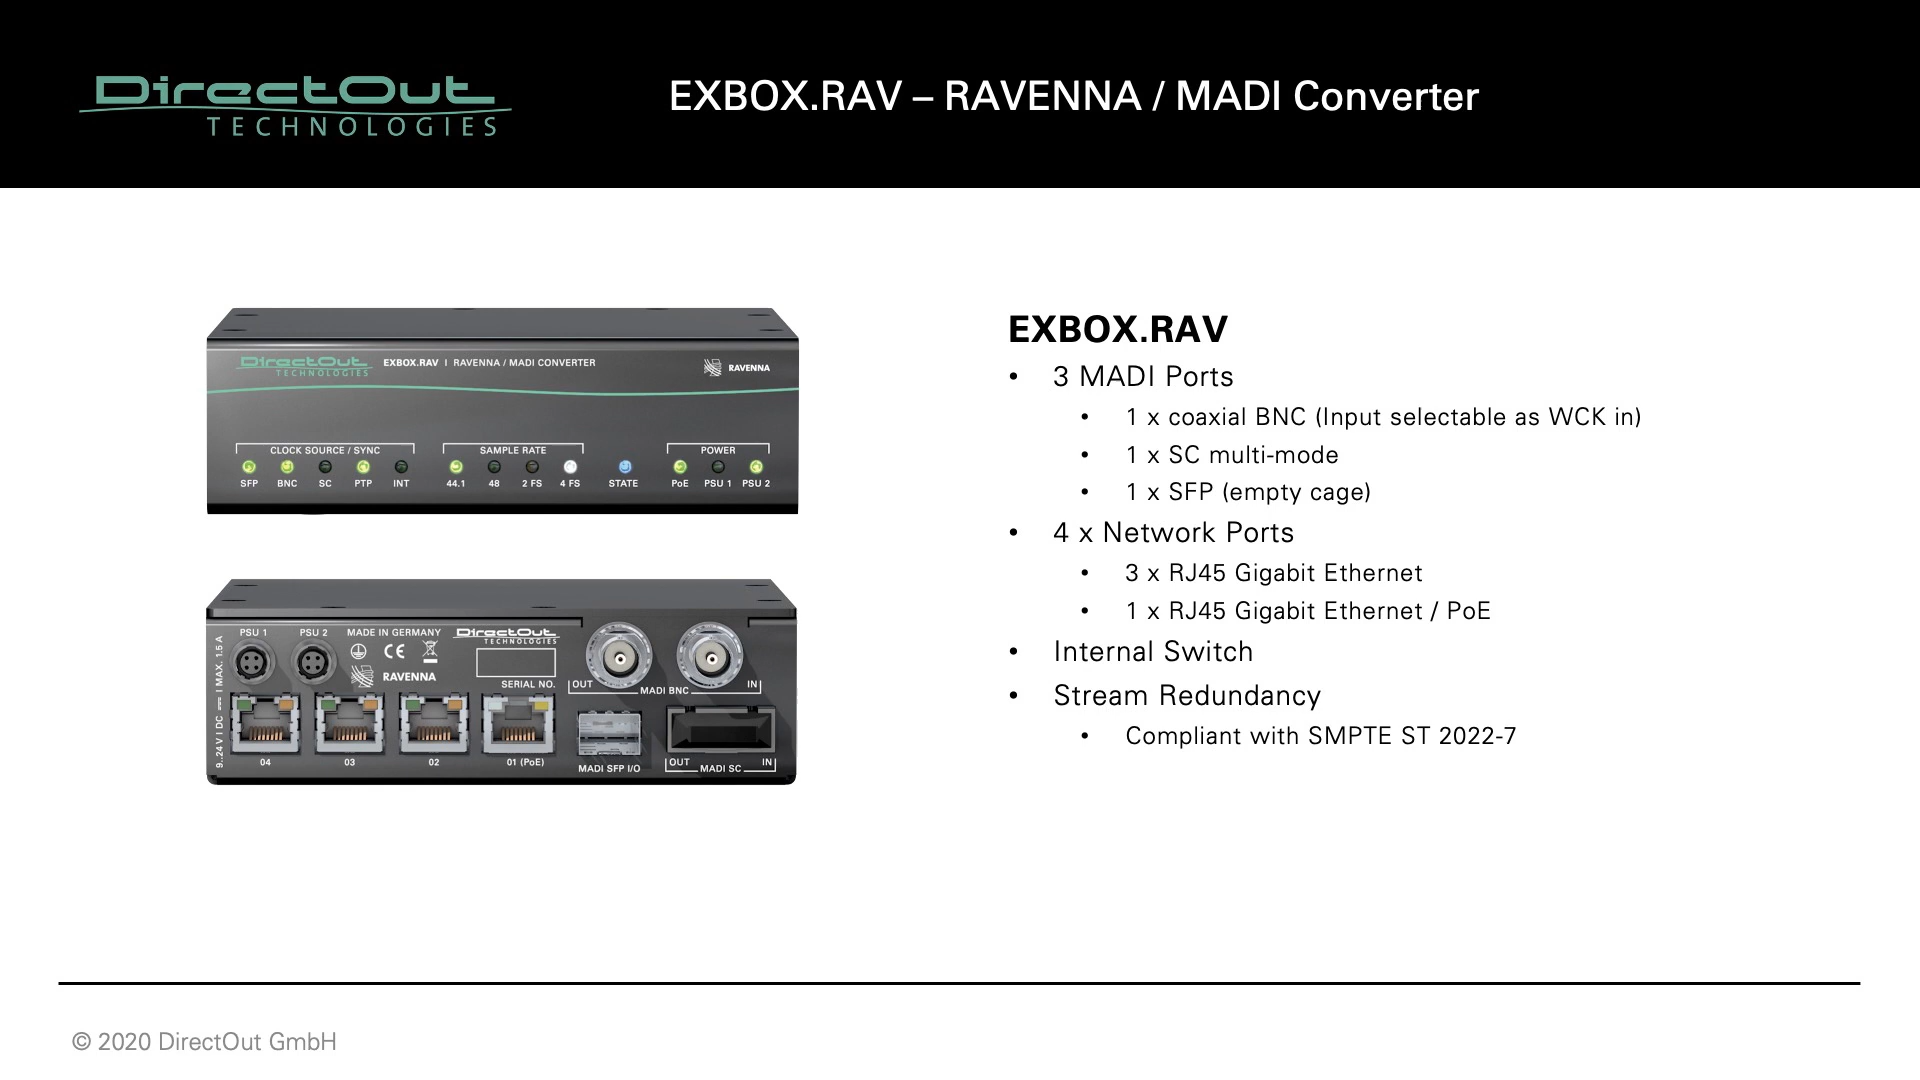 DirectOut
TECHNOLOGIES
EXBOX.RAV – RAVENNA / MADI Converter
DirectOut
TECHNOLOGIES
EXBOX.RAV | RAVENNA / MADI CONVERTER
RAVENNA
CLOCK SOURCE / SYNC
SFP BNC SC PTP INT
SAMPLE RATE
44.1 48 2 FS 4 FS
STATE
POWER
PoE PSU 1 PSU 2
9..24 V | DC ⎓ | MAX. 1.5 A
PSU 1 PSU 2
MADE IN GERMANY
CE
RAVENNA
DirectOut
TECHNOLOGIES
SERIAL NO.
OUT MADI BNC IN
04 03 02 01 (PoE)
MADI SFP I/O
OUT MADI SC IN
EXBOX.RAV
• 3 MADI Ports
• 1 x coaxial BNC (Input selectable as WCK in)
• 1 x SC multi-mode
• 1 x SFP (empty cage)
• 4 x Network Ports
• 3 x RJ45 Gigabit Ethernet
• 1 x RJ45 Gigabit Ethernet / PoE
• Internal Switch
• Stream Redundancy
• Compliant with SMPTE ST 2022-7
© 2020 DirectOut GmbH